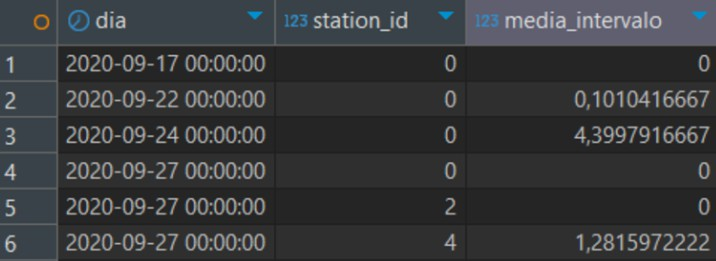 dia 123 station_id 123 media_intervalo
1 2020-09-17 00:00:00 0 0
2 2020-09-22 00:00:00 0 0,1010416667
3 2020-09-24 00:00:00 0 4,3997916667
4 2020-09-27 00:00:00 0 0
5 2020-09-27 00:00:00 2 0
6 2020-09-27 00:00:00 4 1,2815972222